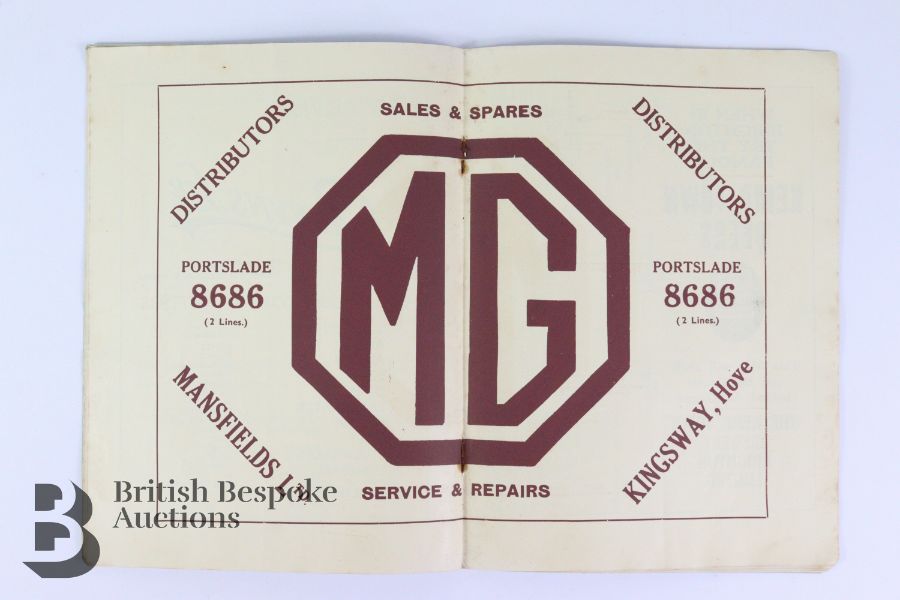 SALES & SPARES
DISTRIBUTORS
DISTRIBUTORS
MG
PORTSLADE
8686
(2 Lines.)
PORTSLADE
8686
(2 Lines.)
MANSFIELDS LTD
KINGSWAY, Hove
SERVICE & REPAIRS
British Bespoke
Auctions
B